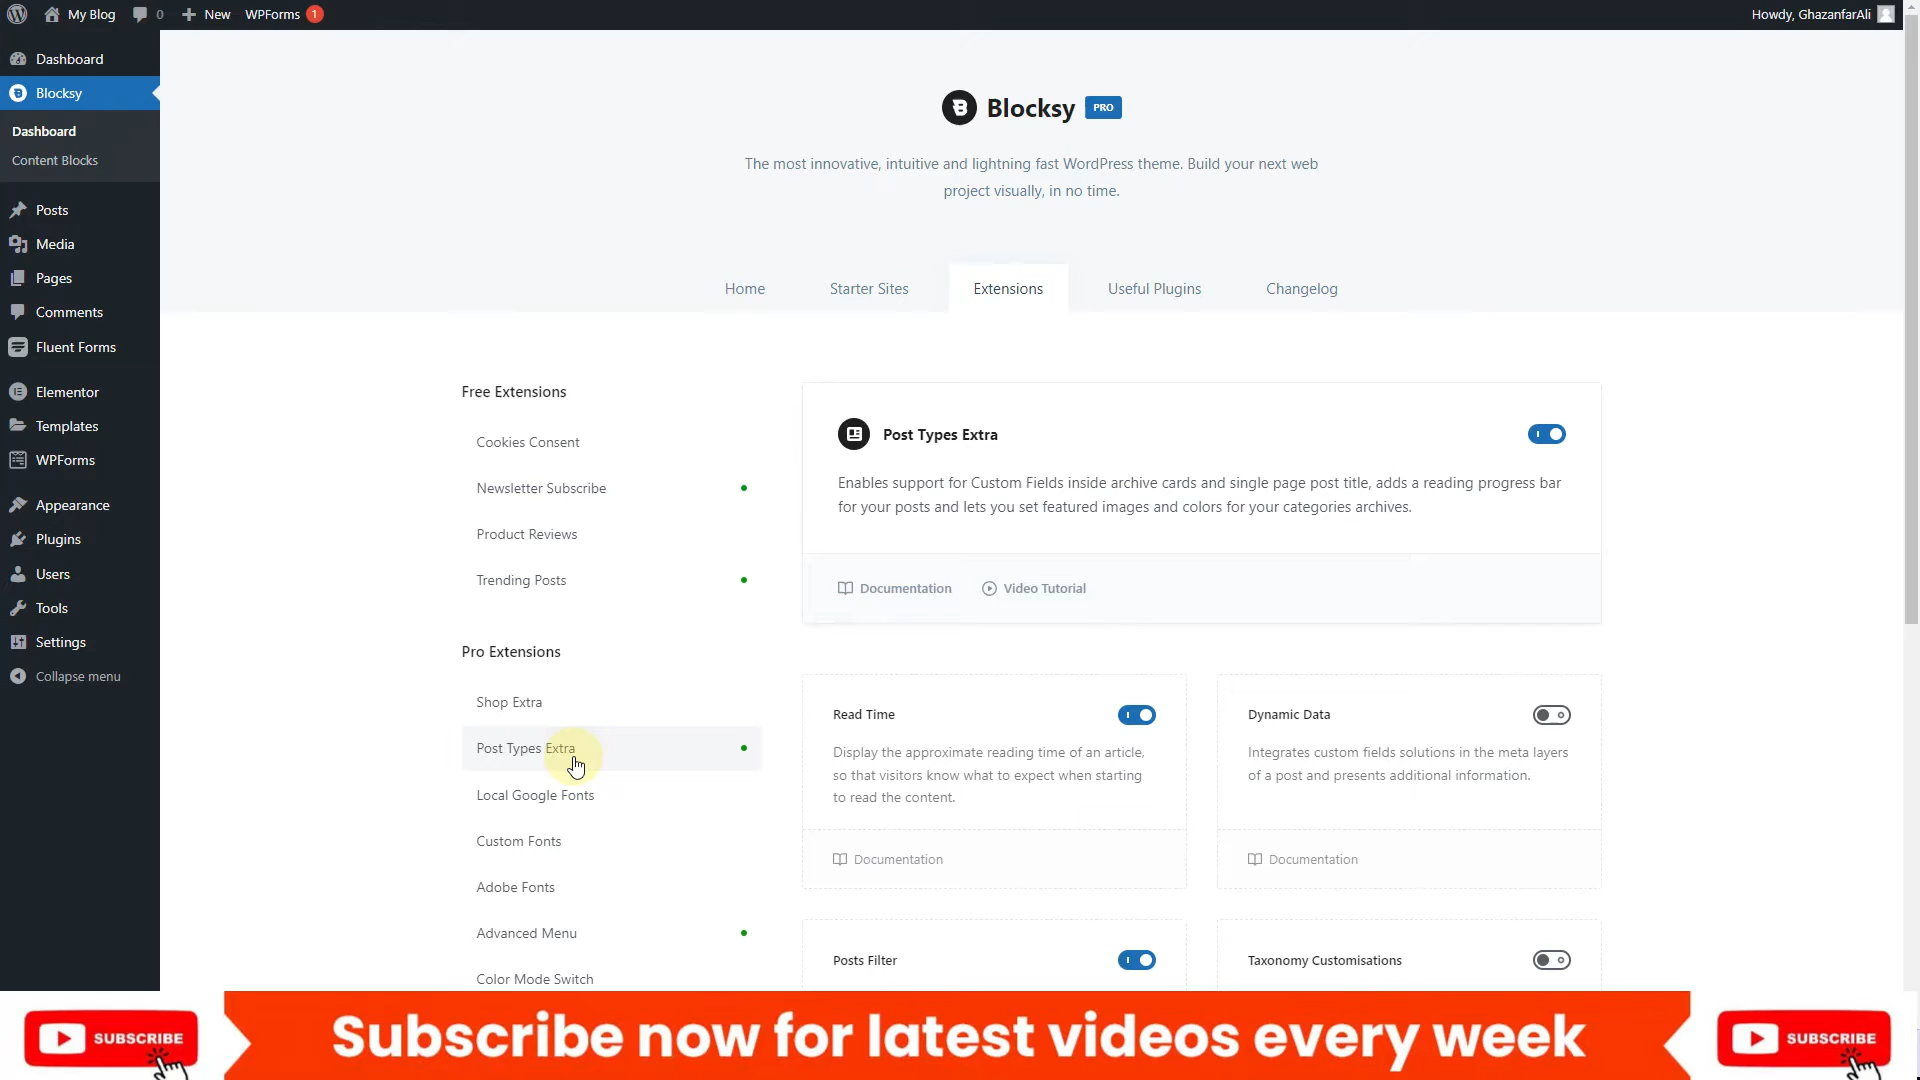 My Blog
0
New
WPForms
1
Howdy, GhazanfarAli
Dashboard
Blocksy
Dashboard
Content Blocks
Posts
Media
Pages
Comments
Fluent Forms
Elementor
Templates
WPForms
Appearance
Plugins
Users
Tools
Settings
Collapse menu
Blocksy
PRO
The most innovative, intuitive and lightning fast WordPress theme. Build your next web
project visually, in no time.
Home
Starter Sites
Extensions
Useful Plugins
Changelog
Free Extensions
Cookies Consent
Newsletter Subscribe
Product Reviews
Trending Posts
Pro Extensions
Shop Extra
Post Types Extra
Local Google Fonts
Custom Fonts
Adobe Fonts
Advanced Menu
Color Mode Switch
Post Types Extra
Enables support for Custom Fields inside archive cards and single page post title, adds a reading progress bar
for your posts and lets you set featured images and colors for your categories archives.
Documentation
Video Tutorial
Read Time
Display the approximate reading time of an article,
so that visitors know what to expect when starting
to read the content.
Documentation
Dynamic Data
Integrates custom fields solutions in the meta layers
of a post and presents additional information.
Documentation
Posts Filter
Taxonomy Customisations
SUBSCRIBE
Subscribe now for latest videos every week
SUBSCRIBE